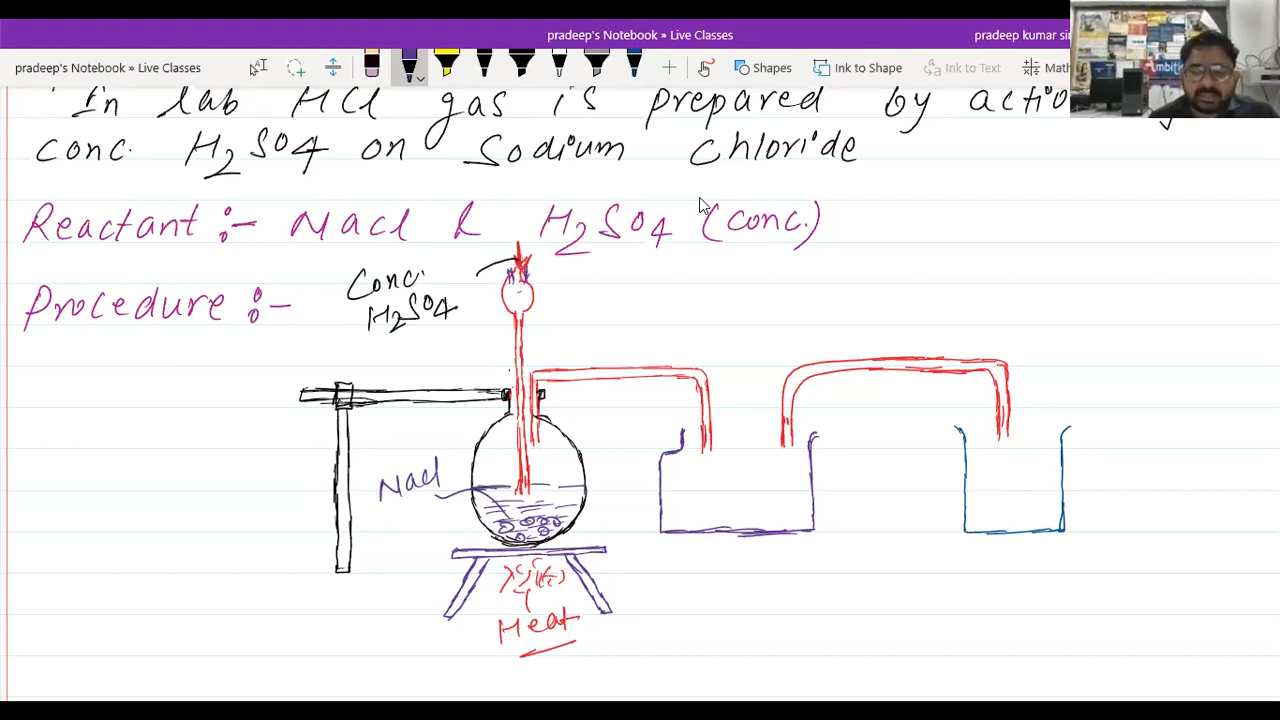 pradeep's Notebook » Live Classes
pradeep kumar sin
pradeep's Notebook » Live Classes
Shapes
Ink to Shape
Ink to Text
Math
Ambiti
In lab HCl gas is prepared by actio
conc. H2SO4 on Sodium Chloride
Reactant :- Nacl & H2SO4 (conc.)
Procedure :-
Conc.
H2SO4
Nacl
Heat